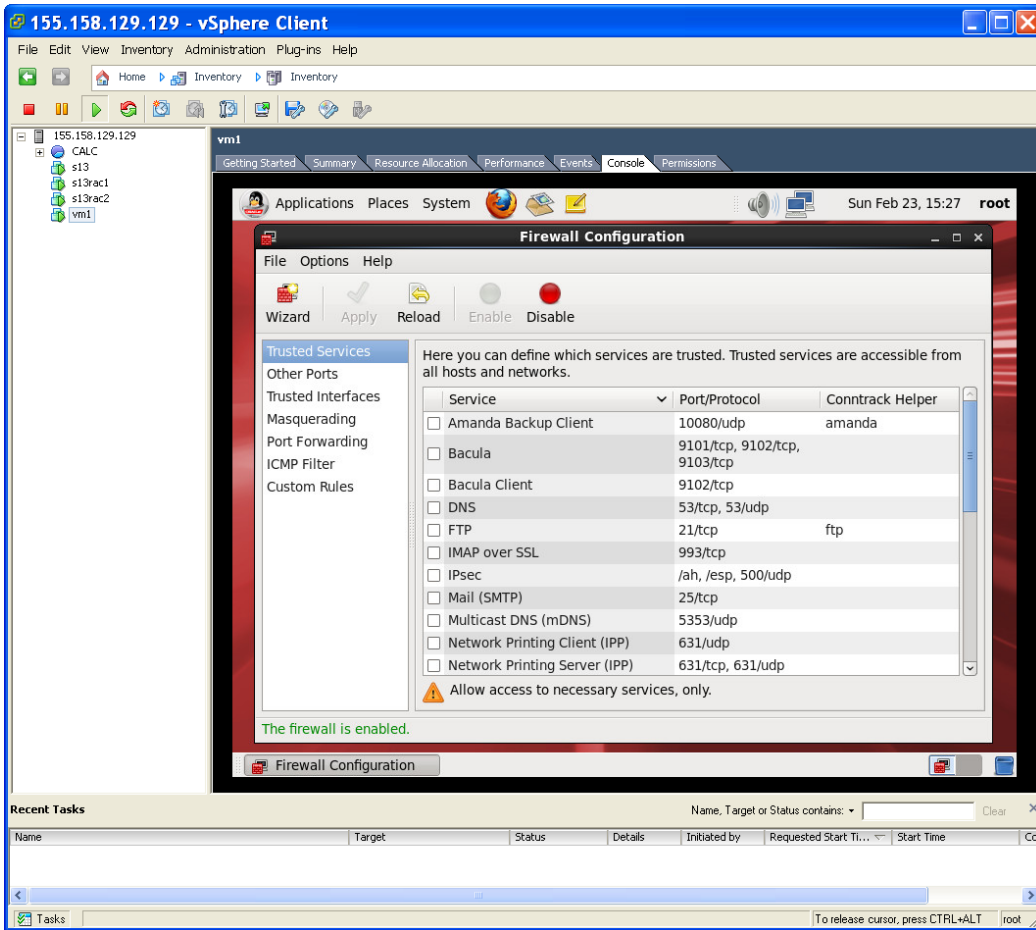 155.158.129.129 - vSphere Client
File Edit View Inventory Administration Plug-ins Help
Home Inventory Inventory
155.158.129.129
CALC
s13
s13rac1
s13rac2
vm1
vm1
Getting Started Summary Resource Allocation Performance Events Console Permissions
Applications Places System Sun Feb 23, 15:27 root
Firewall Configuration
File Options Help
Wizard Apply Reload Enable Disable
Trusted Services
Other Ports
Trusted Interfaces
Masquerading
Port Forwarding
ICMP Filter
Custom Rules
Here you can define which services are trusted. Trusted services are accessible from
all hosts and networks.
Service Port/Protocol Conntrack Helper
Amanda Backup Client 10080/udp amanda
Bacula 9101/tcp, 9102/tcp,
9103/tcp
Bacula Client 9102/tcp
DNS 53/tcp, 53/udp
FTP 21/tcp ftp
IMAP over SSL 993/tcp
IPsec /ah, /esp, 500/udp
Mail (SMTP) 25/tcp
Multicast DNS (mDNS) 5353/udp
Network Printing Client (IPP) 631/udp
Network Printing Server (IPP) 631/tcp, 631/udp
Allow access to necessary services, only.
The firewall is enabled.
Firewall Configuration
Recent Tasks Name, Target or Status contains: Clear
Name Target Status Details Initiated by Requested Start Ti... Start Time Co
Tasks To release cursor, press CTRL+ALT root